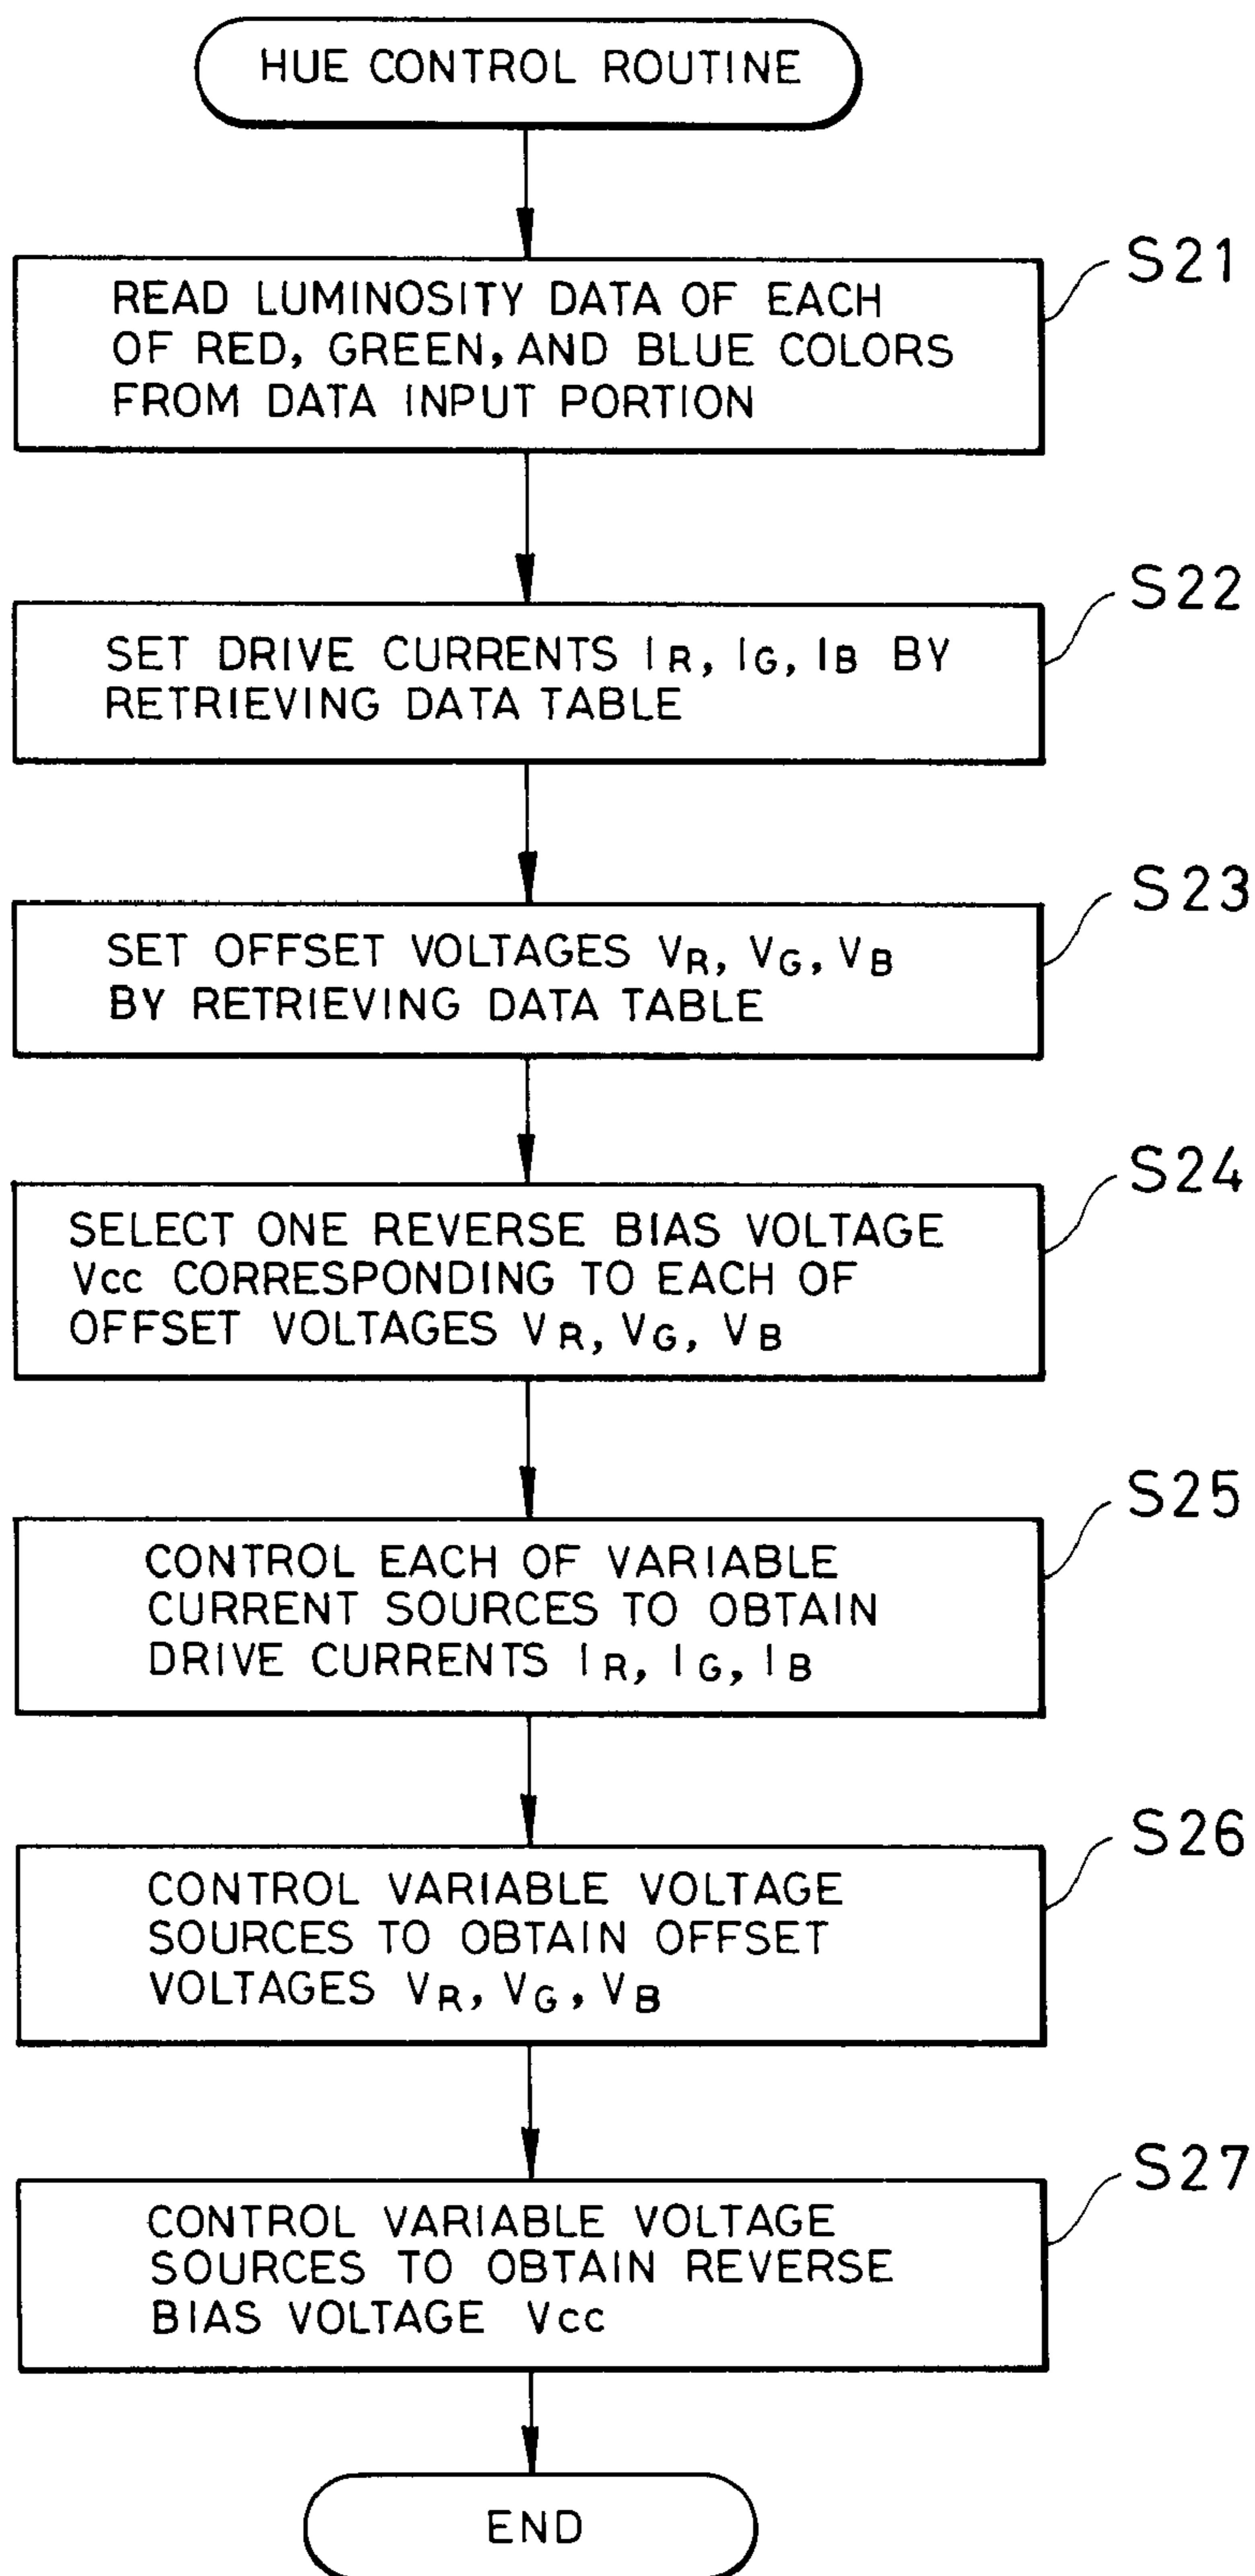 HUE CONTROL ROUTINE
S21
READ LUMINOSITY DATA OF EACH
OF RED, GREEN, AND BLUE COLORS
FROM DATA INPUT PORTION
S22
SET DRIVE CURRENTS IR, IG, IB BY
RETRIEVING DATA TABLE
S23
SET OFFSET VOLTAGES VR, VG, VB
BY RETRIEVING DATA TABLE
S24
SELECT ONE REVERSE BIAS VOLTAGE
Vcc CORRESPONDING TO EACH OF
OFFSET VOLTAGES VR, VG, VB
S25
CONTROL EACH OF VARIABLE
CURRENT SOURCES TO OBTAIN
DRIVE CURRENTS IR, IG, IB
S26
CONTROL VARIABLE VOLTAGE
SOURCES TO OBTAIN OFFSET
VOLTAGES VR, VG, VB
S27
CONTROL VARIABLE VOLTAGE
SOURCES TO OBTAIN REVERSE
BIAS VOLTAGE Vcc
END